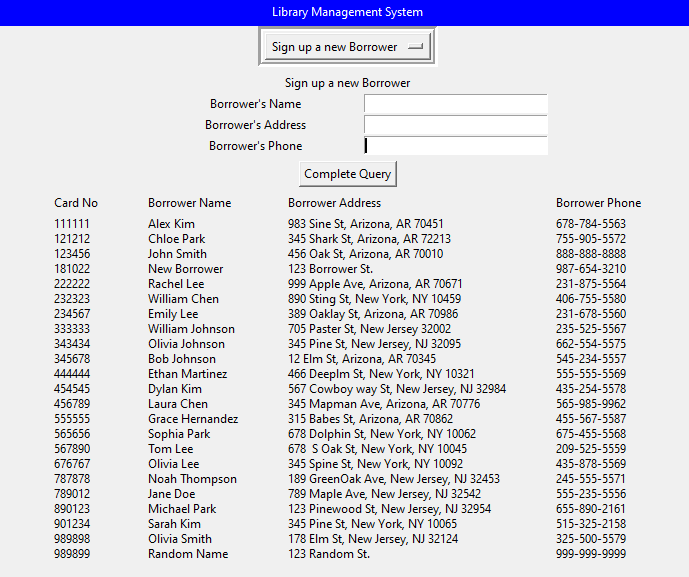 Library Management System
Sign up a new Borrower
Sign up a new Borrower
Borrower's Name
Borrower's Address
Borrower's Phone
Complete Query
Card No Borrower Name Borrower Address Borrower Phone
111111 Alex Kim 983 Sine St, Arizona, AR 70451 678-784-5563
121212 Chloe Park 345 Shark St, Arizona, AR 72213 755-905-5572
123456 John Smith 456 Oak St, Arizona, AR 70010 888-888-8888
181022 New Borrower 123 Borrower St. 987-654-3210
222222 Rachel Lee 999 Apple Ave, Arizona, AR 70671 231-875-5564
232323 William Chen 890 Sting St, New York, NY 10459 406-755-5580
234567 Emily Lee 389 Oaklay St, Arizona, AR 70986 231-678-5560
333333 William Johnson 705 Paster St, New Jersey 32002 235-525-5567
343434 Olivia Johnson 345 Pine St, New Jersey, NJ 32095 662-554-5575
345678 Bob Johnson 12 Elm St, Arizona, AR 70345 545-234-5557
444444 Ethan Martinez 466 Deeplm St, New York, NY 10321 555-555-5569
454545 Dylan Kim 567 Cowboy way St, New Jersey, NJ 32984 435-254-5578
456789 Laura Chen 345 Mapman Ave, Arizona, AR 70776 565-985-9962
555555 Grace Hernandez 315 Babes St, Arizona, AR 70862 455-567-5587
565656 Sophia Park 678 Dolphin St, New York, NY 10062 675-455-5568
567890 Tom Lee 678  S Oak St, New York, NY 10045 209-525-5559
676767 Olivia Lee 345 Spine St, New York, NY 10092 435-878-5569
787878 Noah Thompson 189 GreenOak Ave, New Jersey, NJ 32453 245-555-5571
789012 Jane Doe 789 Maple Ave, New Jersey, NJ 32542 555-235-5556
890123 Michael Park 123 Pinewood St, New Jersey, NJ 32954 655-890-2161
901234 Sarah Kim 345 Pine St, New York, NY 10065 515-325-2158
989898 Olivia Smith 178 Elm St, New Jersey, NJ 32124 325-500-5579
989899 Random Name 123 Random St. 999-999-9999